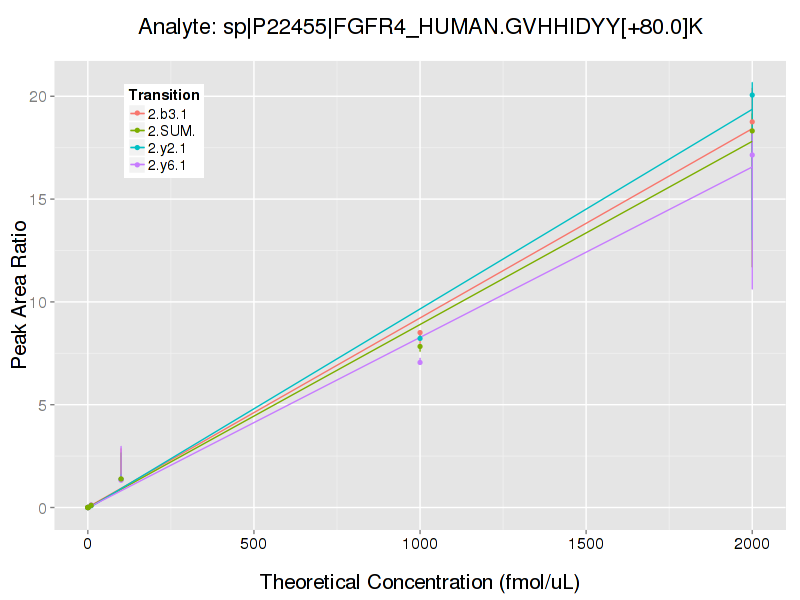 Analyte: sp|P22455|FGFR4_HUMAN.GVHHIDYY[+80.0]K
Transition
2.b3.1
2.SUM.
2.y2.1
2.y6.1
Peak Area Ratio
20
15
10
5
0
0 500 1000 1500 2000
Theoretical Concentration (fmol/uL)